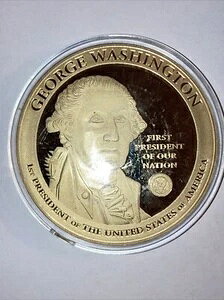 GEORGE WASHINGTON
FIRST
PRESIDENT
OF OUR
NATION
1ST PRESIDENT OF THE UNITED STATES OF AMERICA